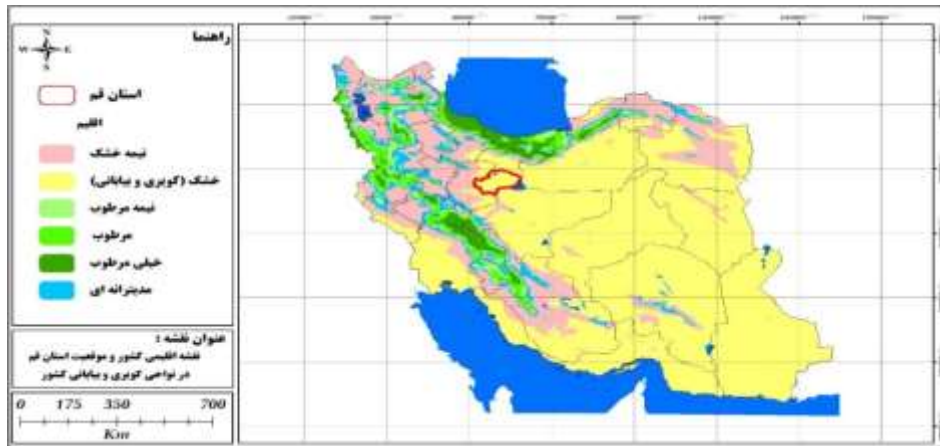 راهنما
N
W E
S
استان قم
اقلیم
نیمه خشک
خشک (کویری و بیابانی)
نیمه مرطوب
مرطوب
خیلی مرطوب
مدیترانه ای
عنوان نقشه :
نقشه اقلیمی کشور و موقعیت استان قم
در نواحی کویری و بیابانی کشور
0 175 350 700
Km